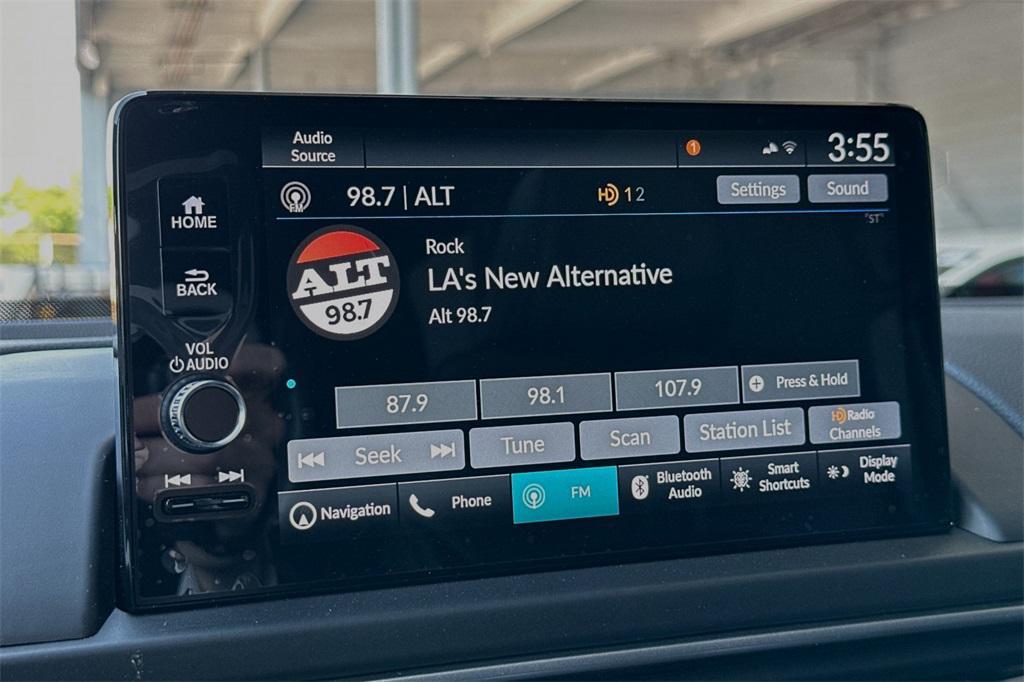 Audio
Source
1
3:55
HOME
FM
98.7 | ALT
HD 1 2
Settings
Sound
"ST"
BACK
ALT
98.7
Rock
LA's New Alternative
Alt 98.7
VOL
AUDIO
87.9
98.1
107.9
Press & Hold
Seek
Tune
Scan
Station List
HD Radio
Channels
Navigation
Phone
FM
Bluetooth
Audio
Smart
Shortcuts
Display
Mode